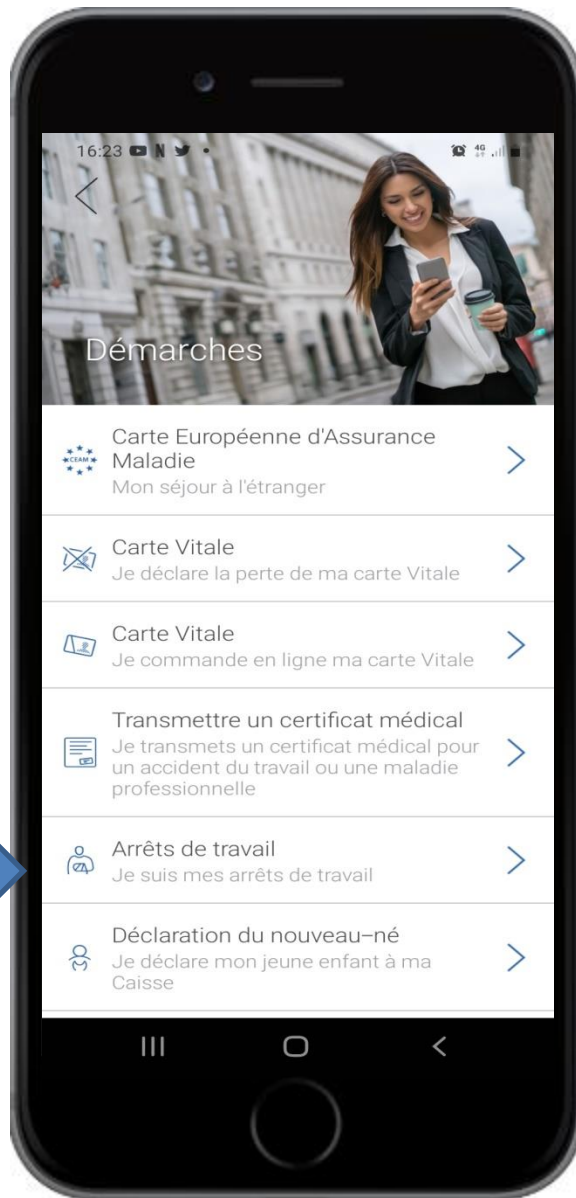 16:23
4G
Démarches
CEAM
Carte Européenne d'Assurance
Maladie
Mon séjour à l'étranger
Carte Vitale
Je déclare la perte de ma carte Vitale
Carte Vitale
Je commande en ligne ma carte Vitale
Transmettre un certificat médical
Je transmets un certificat médical pour
un accident du travail ou une maladie
professionnelle
Arrêts de travail
Je suis mes arrêts de travail
Déclaration du nouveau-né
Je déclare mon jeune enfant à ma
Caisse